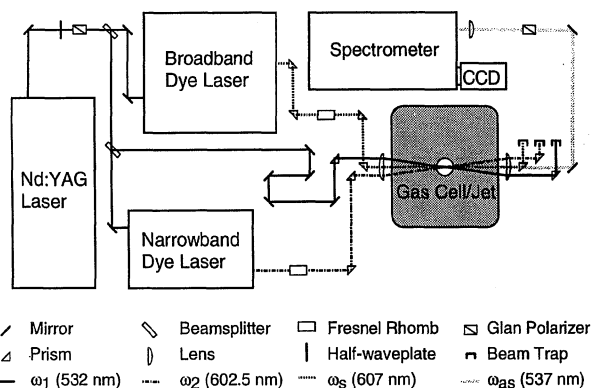 Broadband
Dye Laser
Spectrometer
CCD
Nd:YAG
Laser
Gas Cell/Jet
Narrowband
Dye Laser
Mirror
Beamsplitter
Fresnel Rhomb
Glan Polarizer
Prism
Lens
Half-waveplate
Beam Trap
ω1 (532 nm)
ω2 (602.5 nm)
ωs (607 nm)
ωas (537 nm)